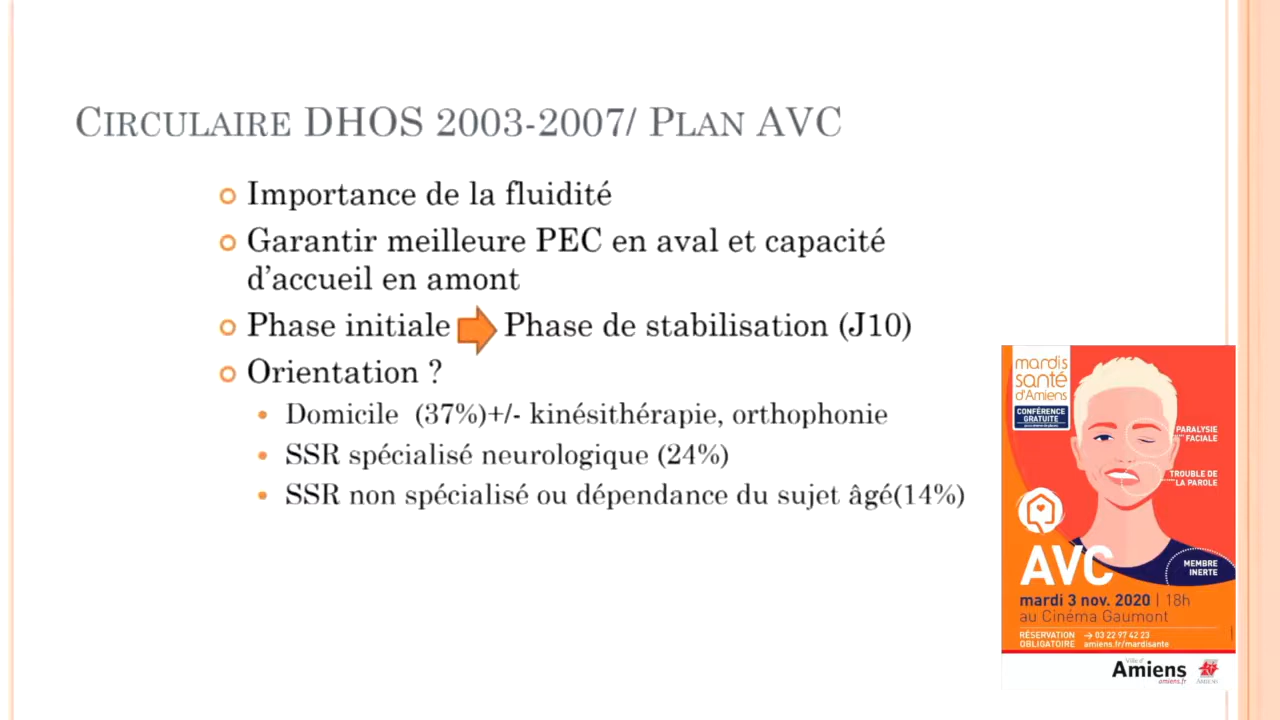 CIRCULAIRE DHOS 2003-2007/ PLAN AVC
Importance de la fluidité
Garantir meilleure PEC en aval et capacité
d’accueil en amont
Phase initiale Phase de stabilisation (J10)
Orientation ?
Domicile (37%)+/- kinésithérapie, orthophonie
SSR spécialisé neurologique (24%)
SSR non spécialisé ou dépendance du sujet âgé(14%)
mardis
santé
d'Amiens
CONFÉRENCE
GRATUITE
PARALYSIE
FACIALE
TROUBLE DE
LA PAROLE
AVC
MEMBRE
INERTE
mardi 3 nov. 2020 | 18h
au Cinéma Gaumont
RÉSERVATION → 03 22 97 42 23
OBLIGATOIRE amiens.fr/mardisante
Ville d'
Amiens
amiens.fr
AMIENS